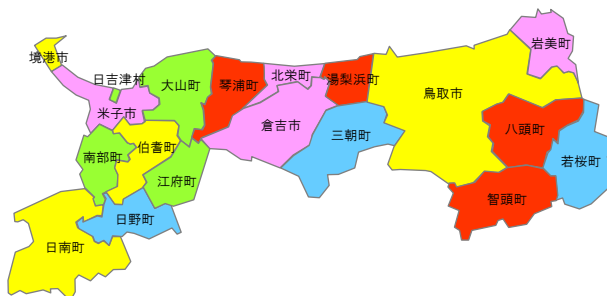 岩美町
境港市
日吉津村
大山町
琴浦町
北栄町
湯梨浜町
鳥取市
米子市
倉吉市
三朝町
八頭町
南部町
伯耆町
若桜町
江府町
智頭町
日野町
日南町